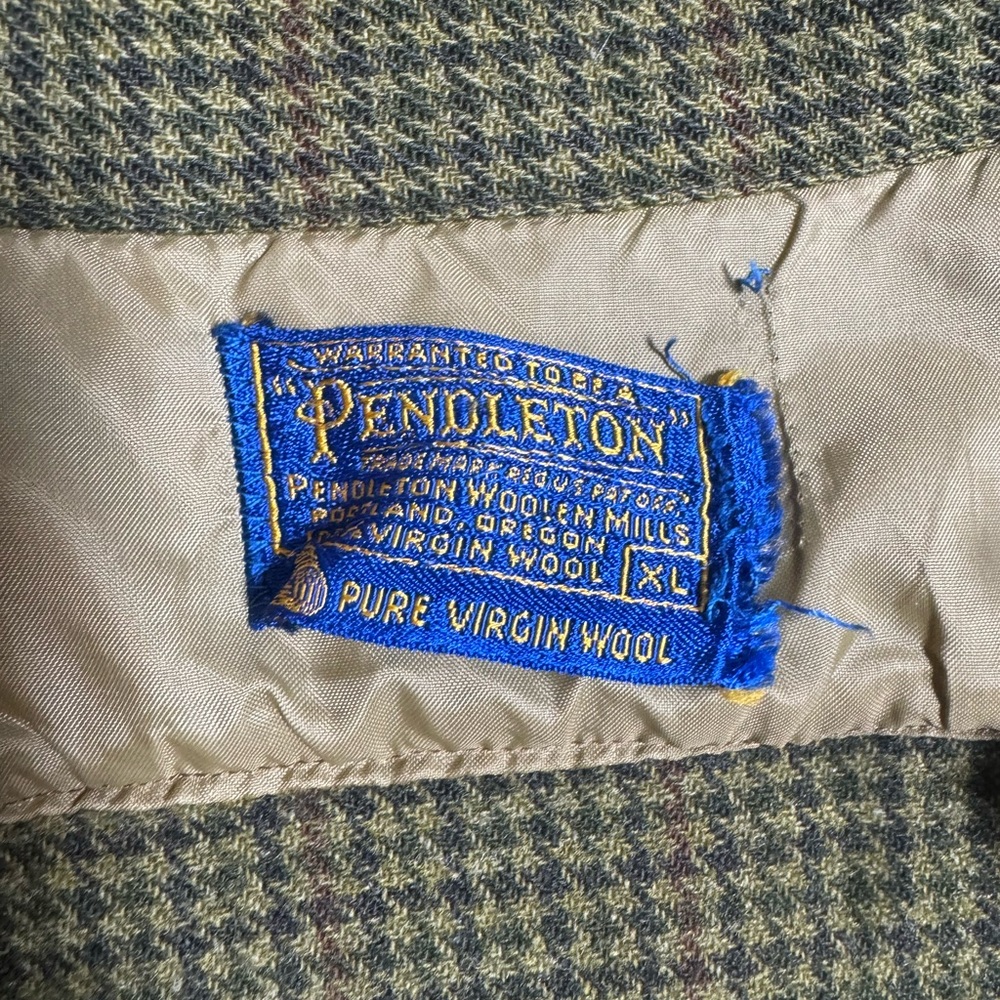 WARRANTED TO BE A
"PENDLETON"
TRADE MARK REG U S PAT OFF.
PENDLETON WOOLEN MILLS
PORTLAND, OREGON
VIRGIN WOOL
XL
PURE VIRGIN WOOL